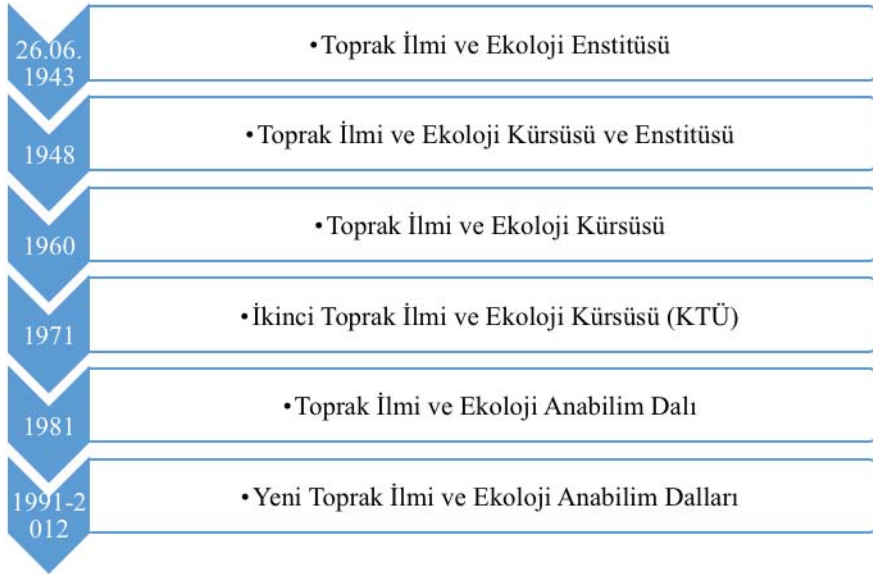 26.06.
1943
•Toprak İlmi ve Ekoloji Enstitüsü
1948
•Toprak İlmi ve Ekoloji Kürsüsü ve Enstitüsü
1960
•Toprak İlmi ve Ekoloji Kürsüsü
1971
•İkinci Toprak İlmi ve Ekoloji Kürsüsü (KTÜ)
1981
•Toprak İlmi ve Ekoloji Anabilim Dalı
1991-2
012
•Yeni Toprak İlmi ve Ekoloji Anabilim Dalları